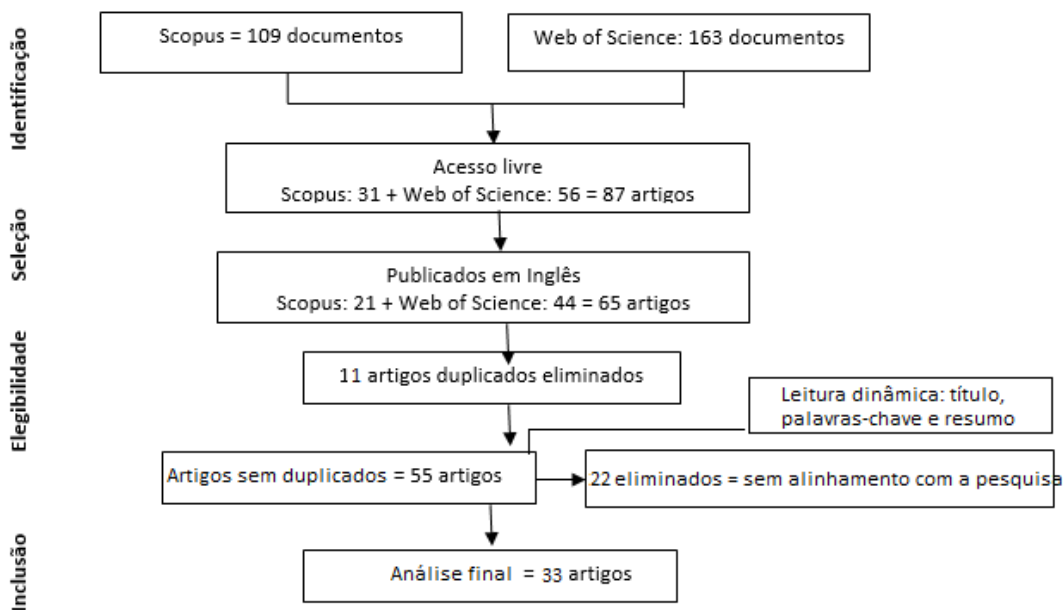 Identificação
Scopus = 109 documentos
Web of Science: 163 documentos
Acesso livre
Scopus: 31 + Web of Science: 56 = 87 artigos
Seleção
Publicados em Inglês
Scopus: 21 + Web of Science: 44 = 65 artigos
Elegibilidade
11 artigos duplicados eliminados
Leitura dinâmica: título,
palavras-chave e resumo
Artigos sem duplicados = 55 artigos
22 eliminados = sem alinhamento com a pesquisa
Inclusão
Análise final = 33 artigos